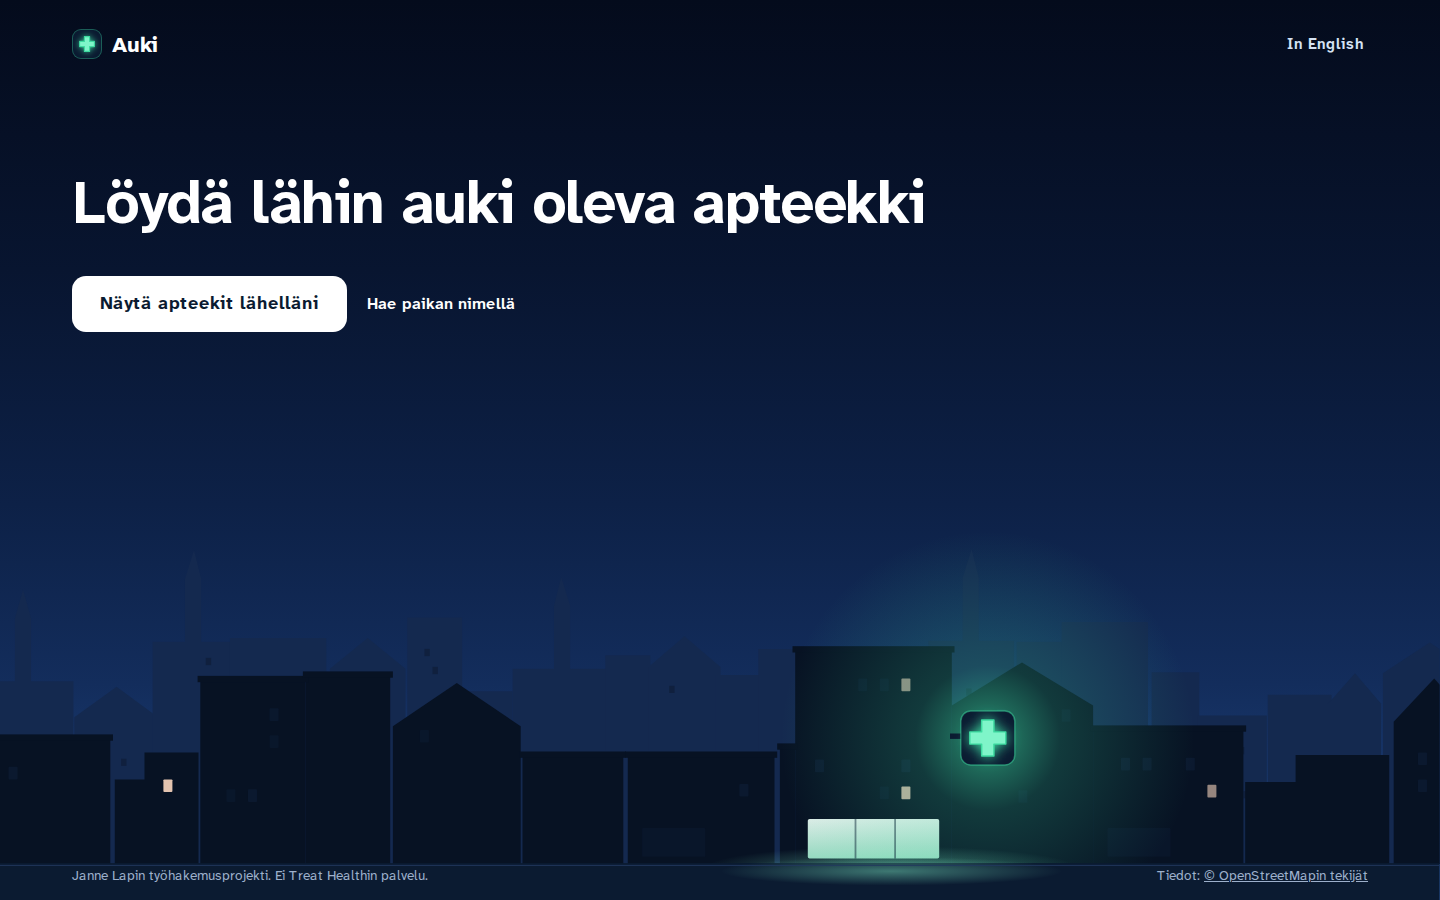 Auki
In English
Löydä lähin auki oleva apteekki
Näytä apteekit lähelläni
Hae paikan nimellä
Janne Lapin työhakemusprojekti. Ei Treat Healthin palvelu.
Tiedot: © OpenStreetMapin tekijät